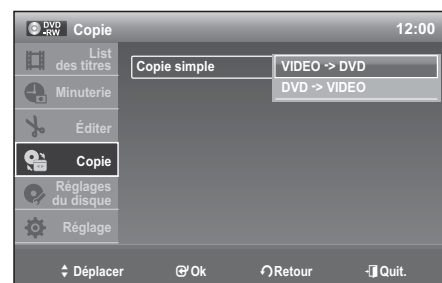 DVD -RW Copie 12:00
List des titres
Minuterie
Éditer
Copie
Réglages du disque
Réglage
Copie simple
VIDEO -> DVD
DVD -> VIDEO
Déplacer Ok Retour Quit.